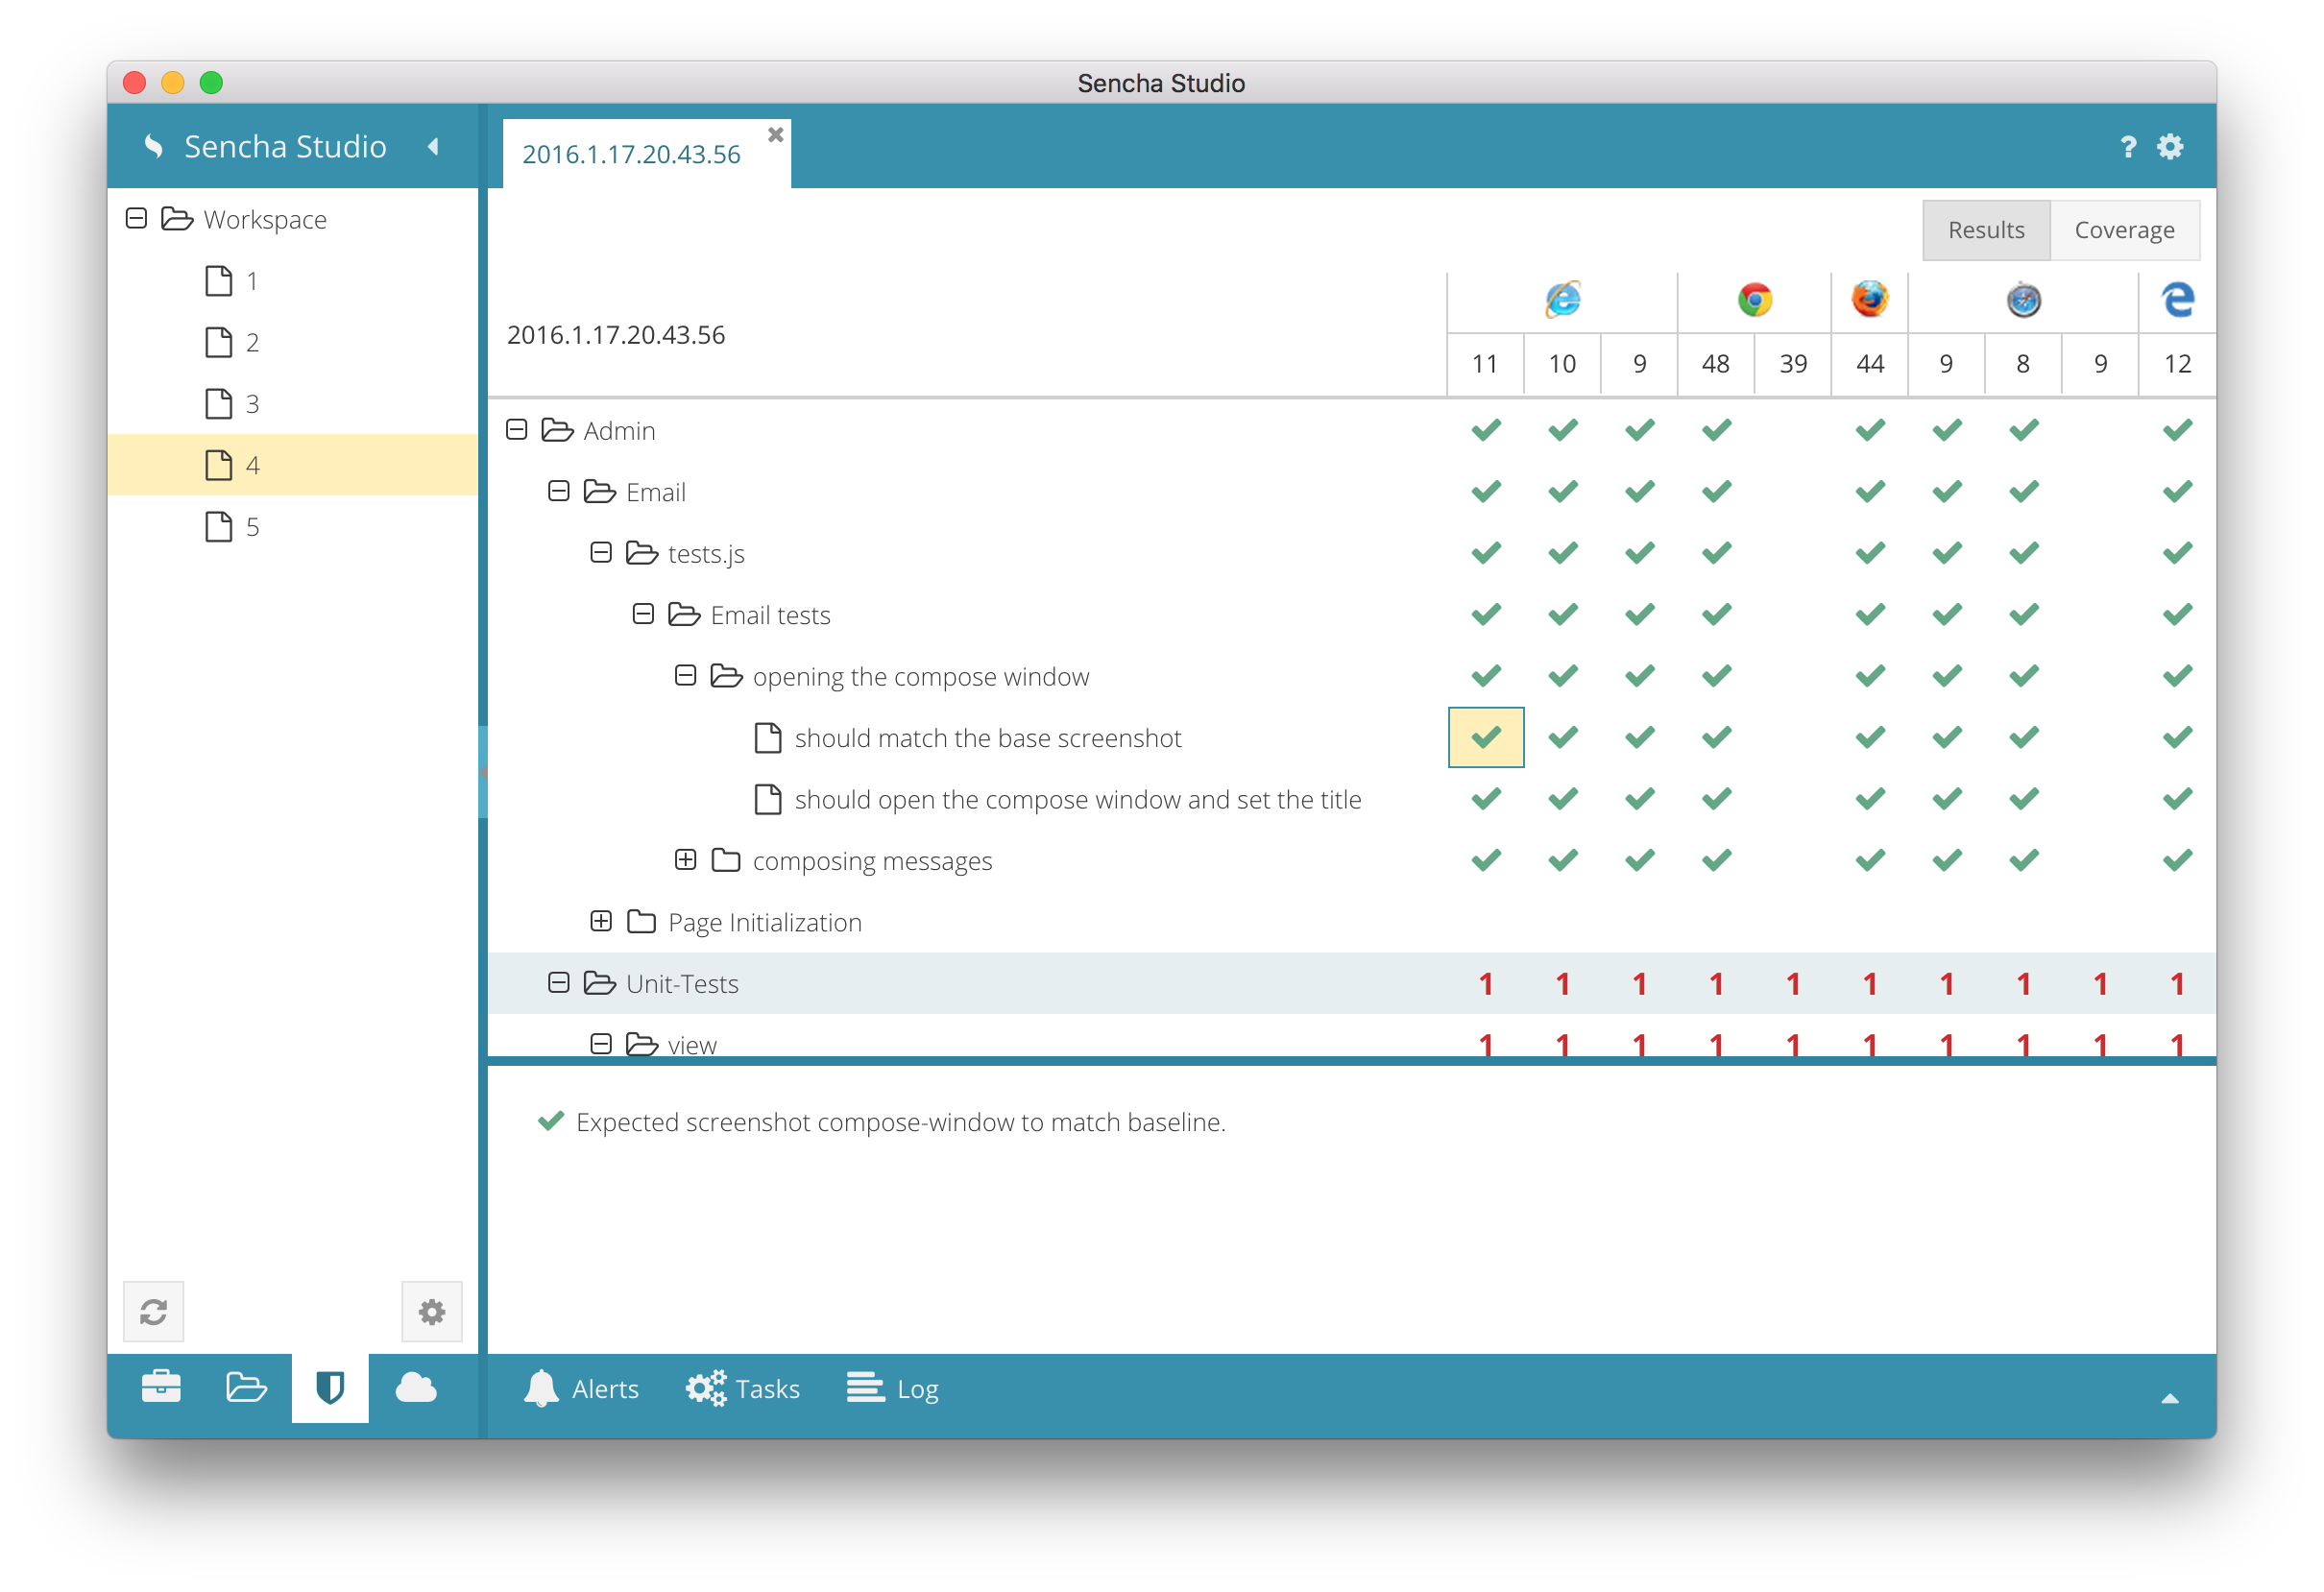 Sencha Studio
Sencha Studio
2016.1.17.20.43.56
?
Workspace
1
2
3
4
5
Results Coverage
2016.1.17.20.43.56
11 10 9 48 39 44 9 8 9 12
Admin
Email
tests.js
Email tests
opening the compose window
should match the base screenshot
should open the compose window and set the title
composing messages
Page Initialization
Unit-Tests 1 1 1 1 1 1 1 1 1 1
view 1 1 1 1 1 1 1 1 1 1
Expected screenshot compose-window to match baseline.
Alerts Tasks Log